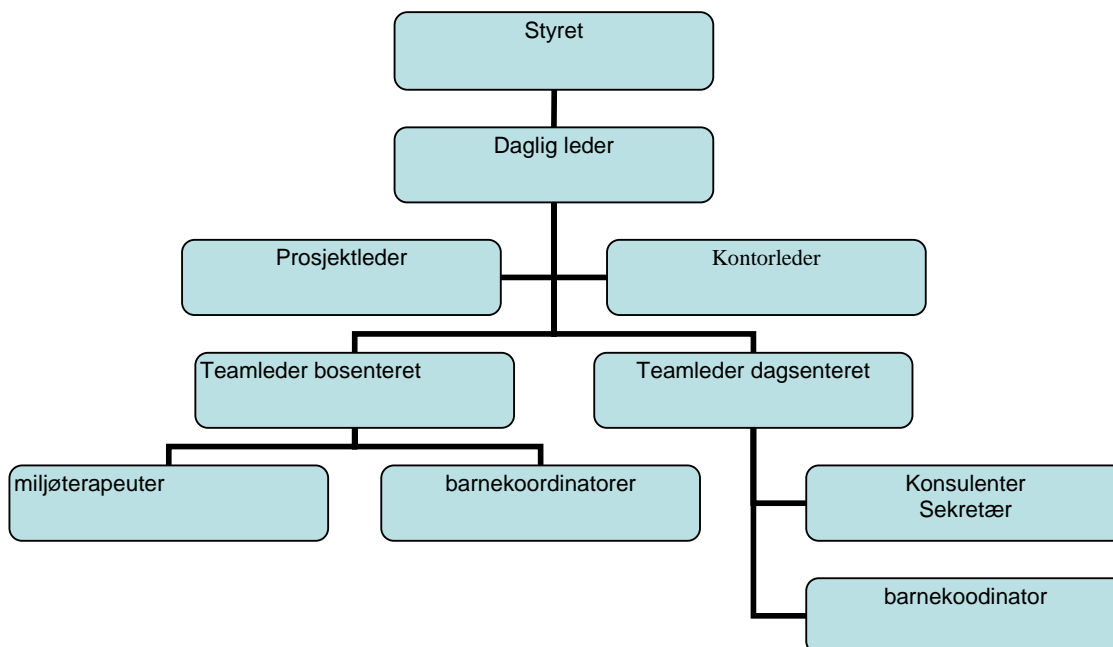 Styret
Daglig leder
Prosjektleder
Kontorleder
Teamleder bosenteret
Teamleder dagsenteret
miljøterapeuter
barnekoordinatorer
Konsulenter
Sekretær
barnekoodinator